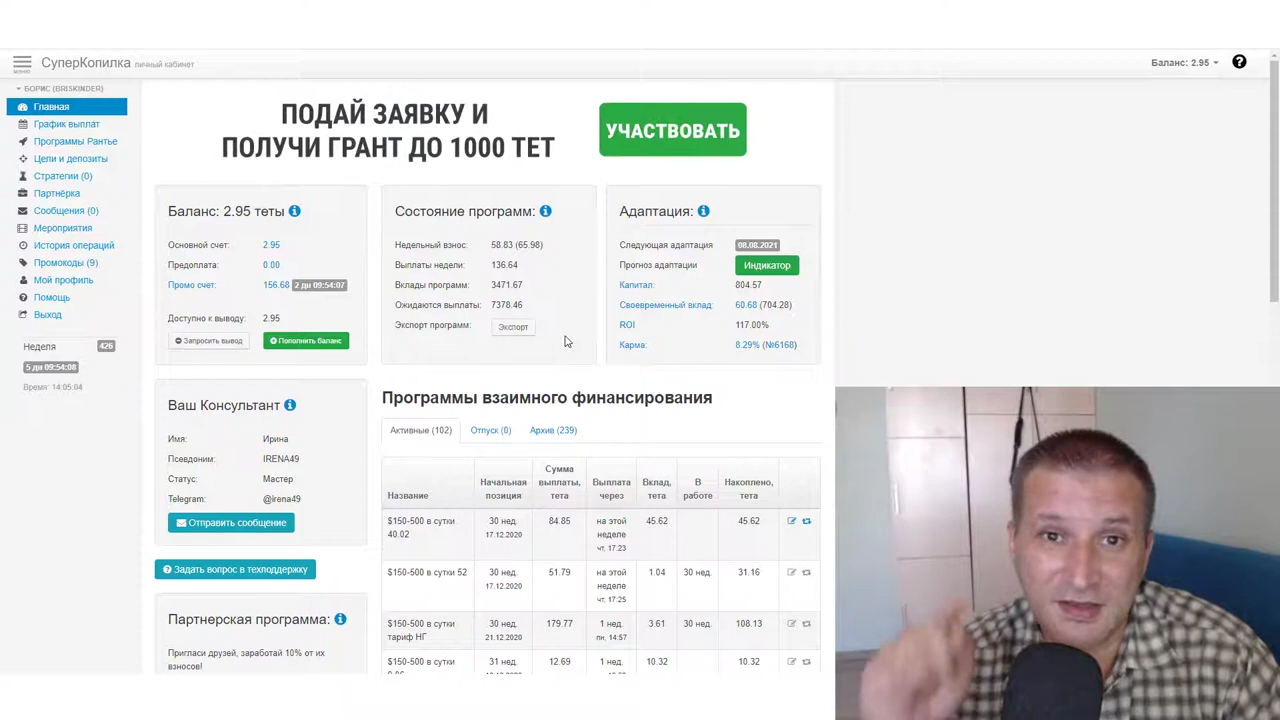 СуперКопилка личный кабинет
Баланс: 2.95
меню
БОРИС (BRISKINDER)
Главная
График выплат
Программы Рантье
Цели и депозиты
Стратегии (0)
Партнёрка
Сообщения (0)
Мероприятия
История операций
Промокоды (9)
Мой профиль
Помощь
Выход
Неделя 426
5 дн 09:54:08
Время: 14:05:04
ПОДАЙ ЗАЯВКУ И
ПОЛУЧИ ГРАНТ ДО 1000 ТЕТ
УЧАСТВОВАТЬ
Баланс: 2.95 теты
Основной счет: 2.95
Предоплата: 0.00
Промо счет: 156.68 2 дн 09:54:07
Доступно к выводу: 2.95
Запросить вывод Пополнить баланс
Состояние программ:
Недельный взнос: 58.83 (65.98)
Выплаты недели: 136.64
Вклады программ: 3471.67
Ожидаются выплаты: 7378.46
Экспорт программ: Экспорт
Адаптация:
Следующая адаптация 08.08.2021
Прогноз адаптации Индикатор
Капитал: 804.57
Своевременный вклад: 60.68 (704.28)
ROI 117.00%
Карма: 8.29% (№6168)
Ваш Консультант
Имя: Ирина
Псевдоним: IRENA49
Статус: Мастер
Telegram: @irena49
Отправить сообщение
Задать вопрос в техподдержку
Партнерская программа:
Пригласи друзей, заработай 10% от их
взносов!
Программы взаимного финансирования
Активные (102) Отпуск (0) Архив (239)
Название Начальная позиция Сумма выплаты, тета Выплата через Вклад, тета В работе Накоплено, тета
$150-500 в сутки 40.02 30 нед. 17.12.2020 84.85 на этой неделе чт, 17:23 45.62 45.62
$150-500 в сутки 52 30 нед. 17.12.2020 51.79 на этой неделе чт, 17:25 1.04 30 нед. 31.16
$150-500 в сутки тариф НГ 30 нед. 21.12.2020 179.77 1 нед. пн, 14:57 3.61 30 нед. 108.13
$150-500 в сутки 31 нед. 12.69 1 нед. 10.32 10.32